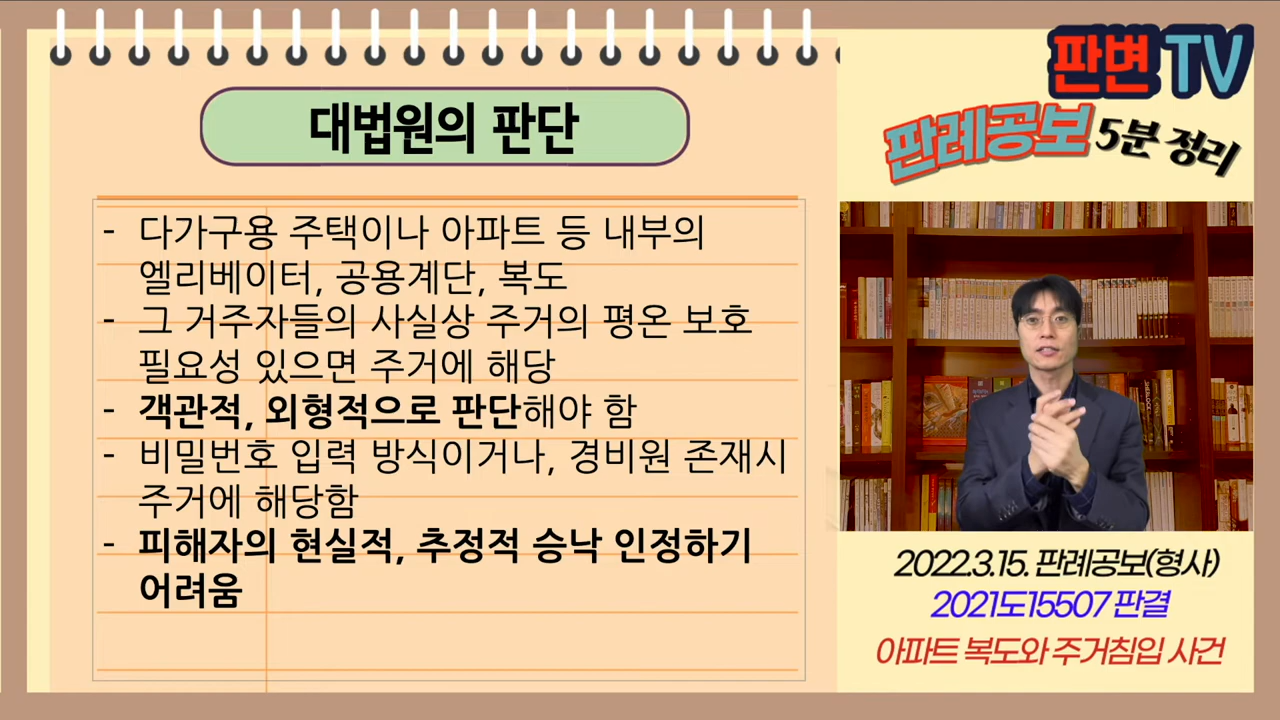 대법원의 판단
- 다가구용 주택이나 아파트 등 내부의
엘리베이터, 공용계단, 복도
- 그 거주자들의 사실상 주거의 평온 보호
필요성 있으면 주거에 해당
- 객관적, 외형적으로 판단해야 함
- 비밀번호 입력 방식이거나, 경비원 존재시
주거에 해당함
- 피해자의 현실적, 추정적 승낙 인정하기
어려움
판변 TV
판례공보 5분 정리
2022.3.15. 판례공보(형사)
2021도15507 판결
아파트 복도와 주거침입 사건